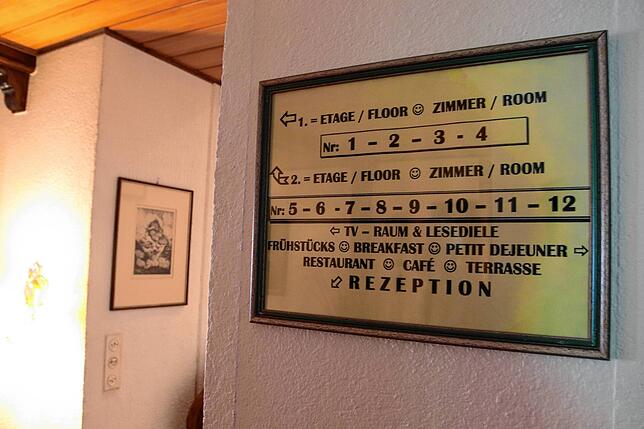 ⇦ 1. = ETAGE / FLOOR ☺ ZIMMER / ROOM
Nr: 1 – 2 – 3 - 4
2. = ETAGE / FLOOR ☺ ZIMMER / ROOM
Nr: 5 - 6 - 7 – 8 – 9 – 10 – 11 – 12
⇦ TV – RAUM & LESEDIELE
FRÜHSTÜCKS ☺ BREAKFAST ☺ PETIT DEJEUNER ⇨
RESTAURANT ☺ CAFÉ ☺ TERRASSE
REZEPTION